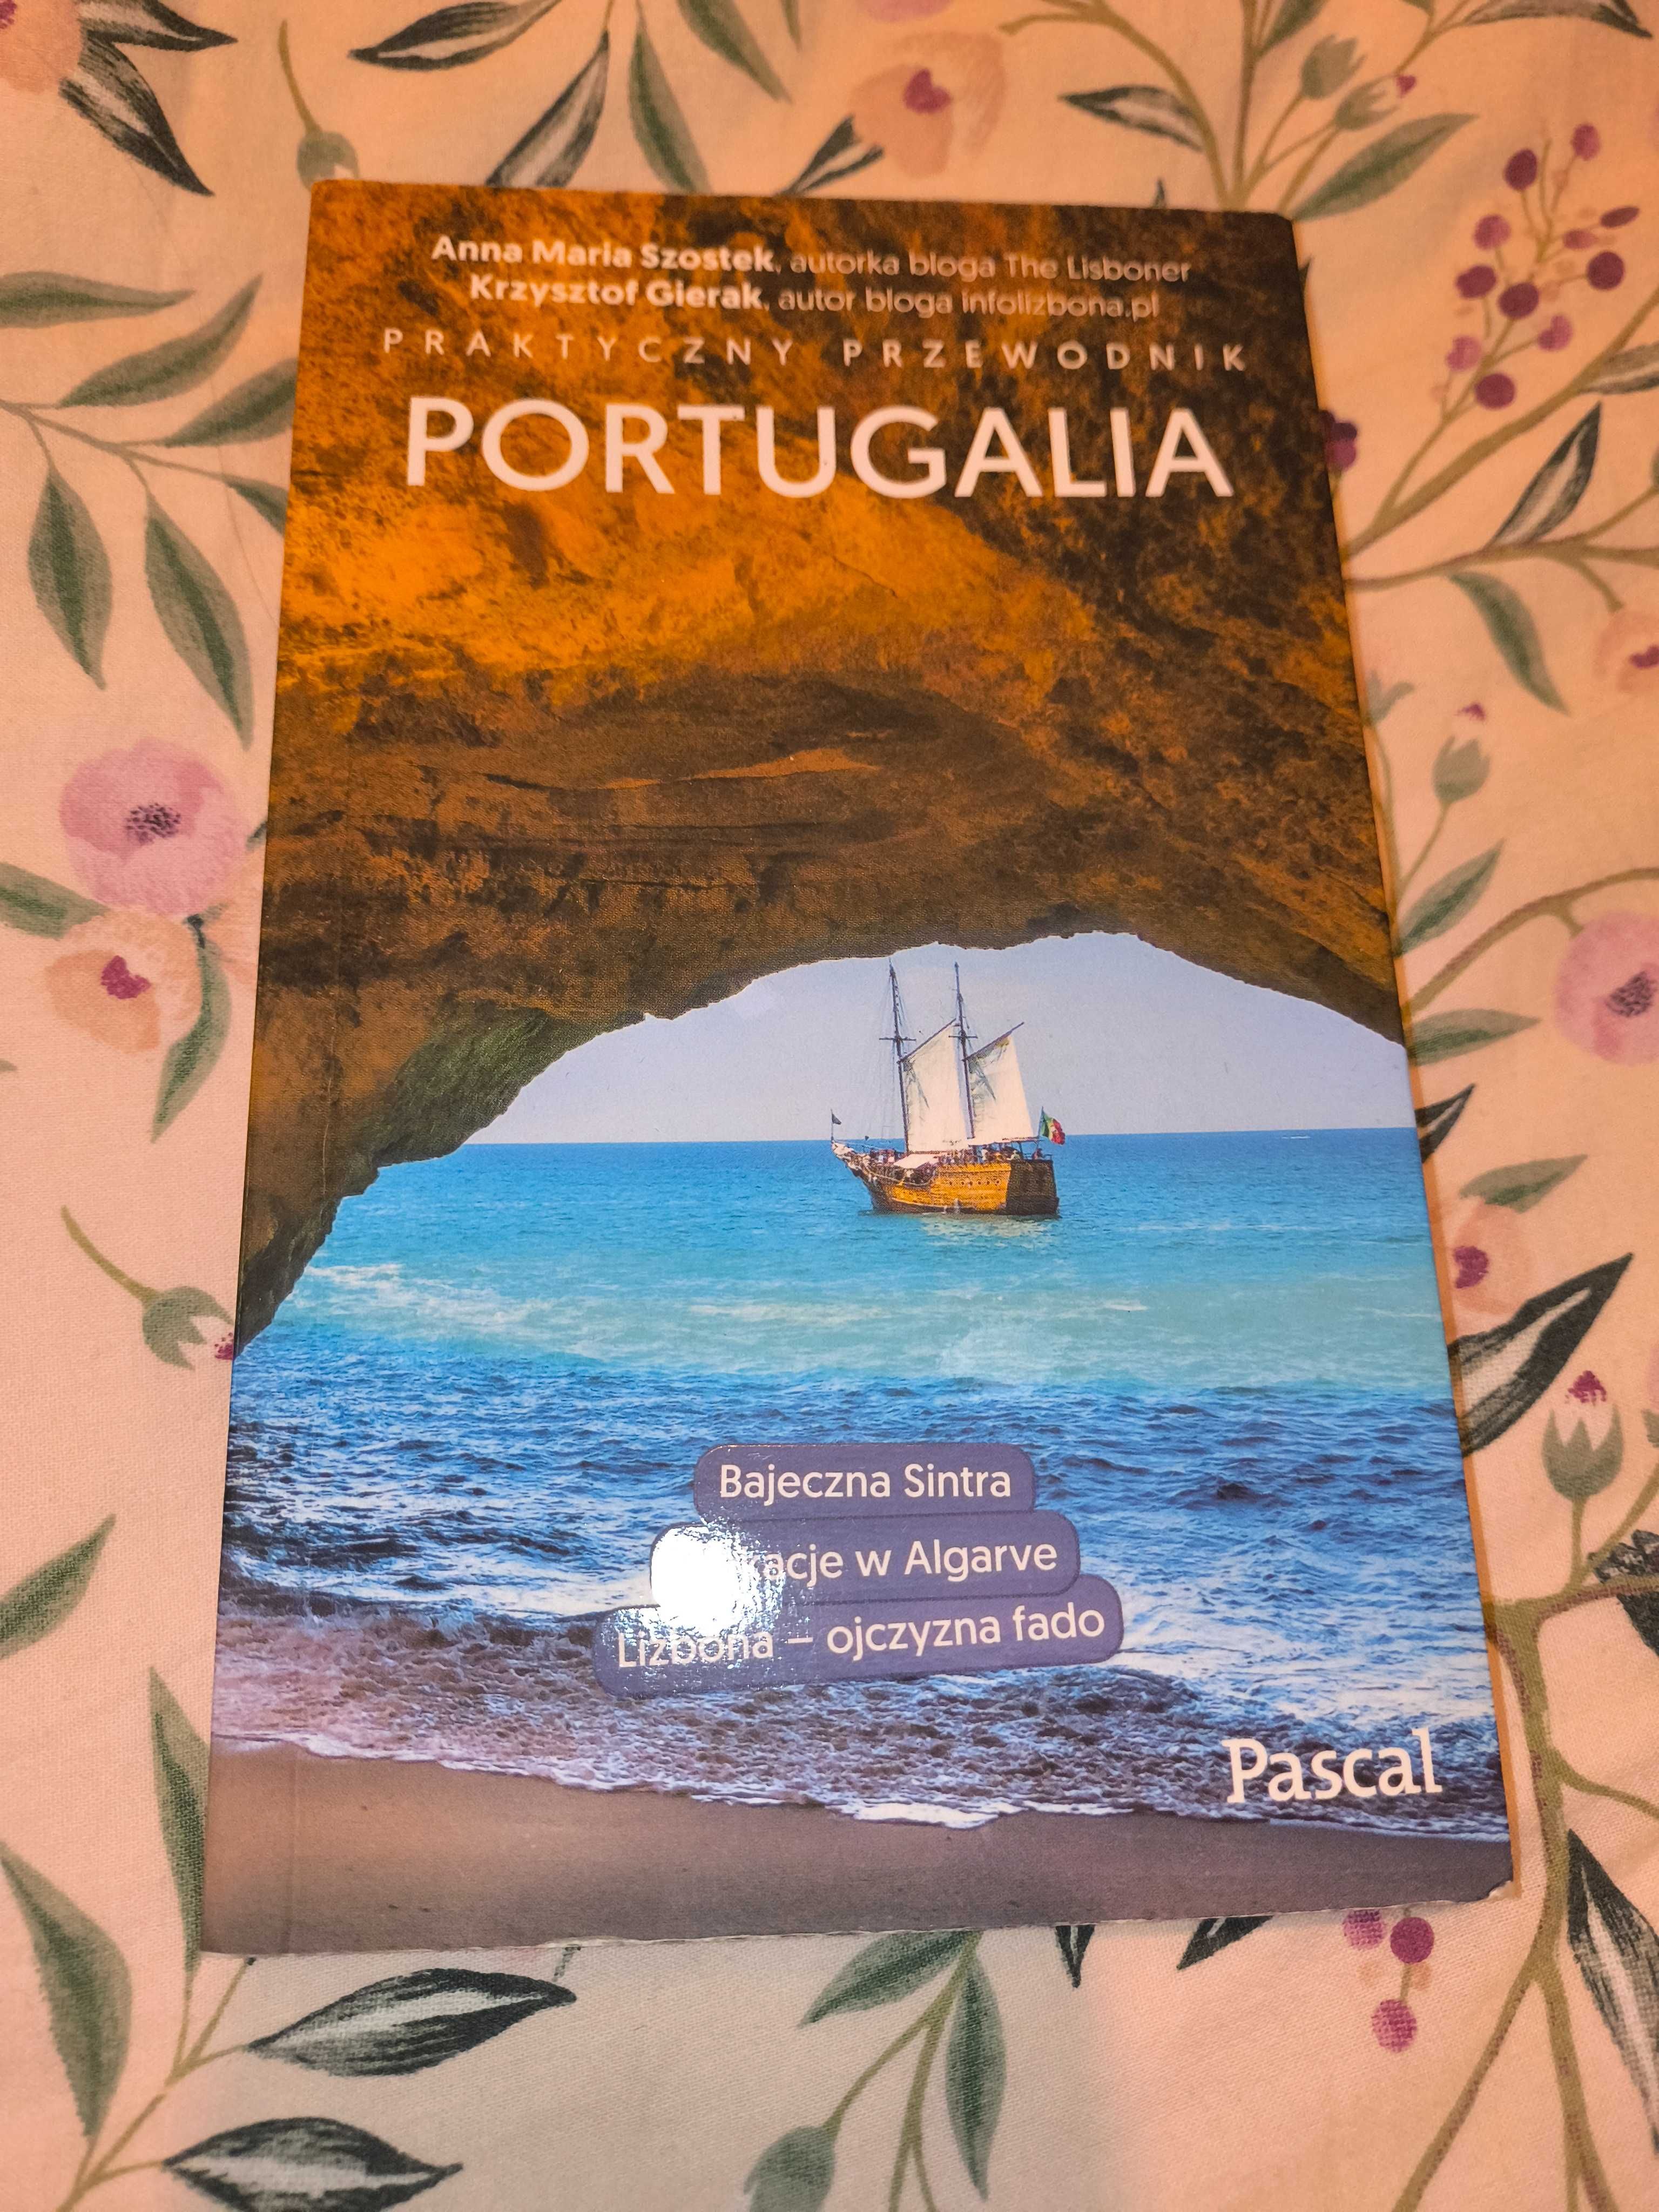 Anna Maria Szostek, autorka bloga The Lisboner
Krzysztof Gierak, autor bloga infolizbona.pl
PRAKTYCZNY PRZEWODNIK
PORTUGALIA
Bajeczna Sintra
w Algarve
Lizbona – ojczyzna fado
Pascal